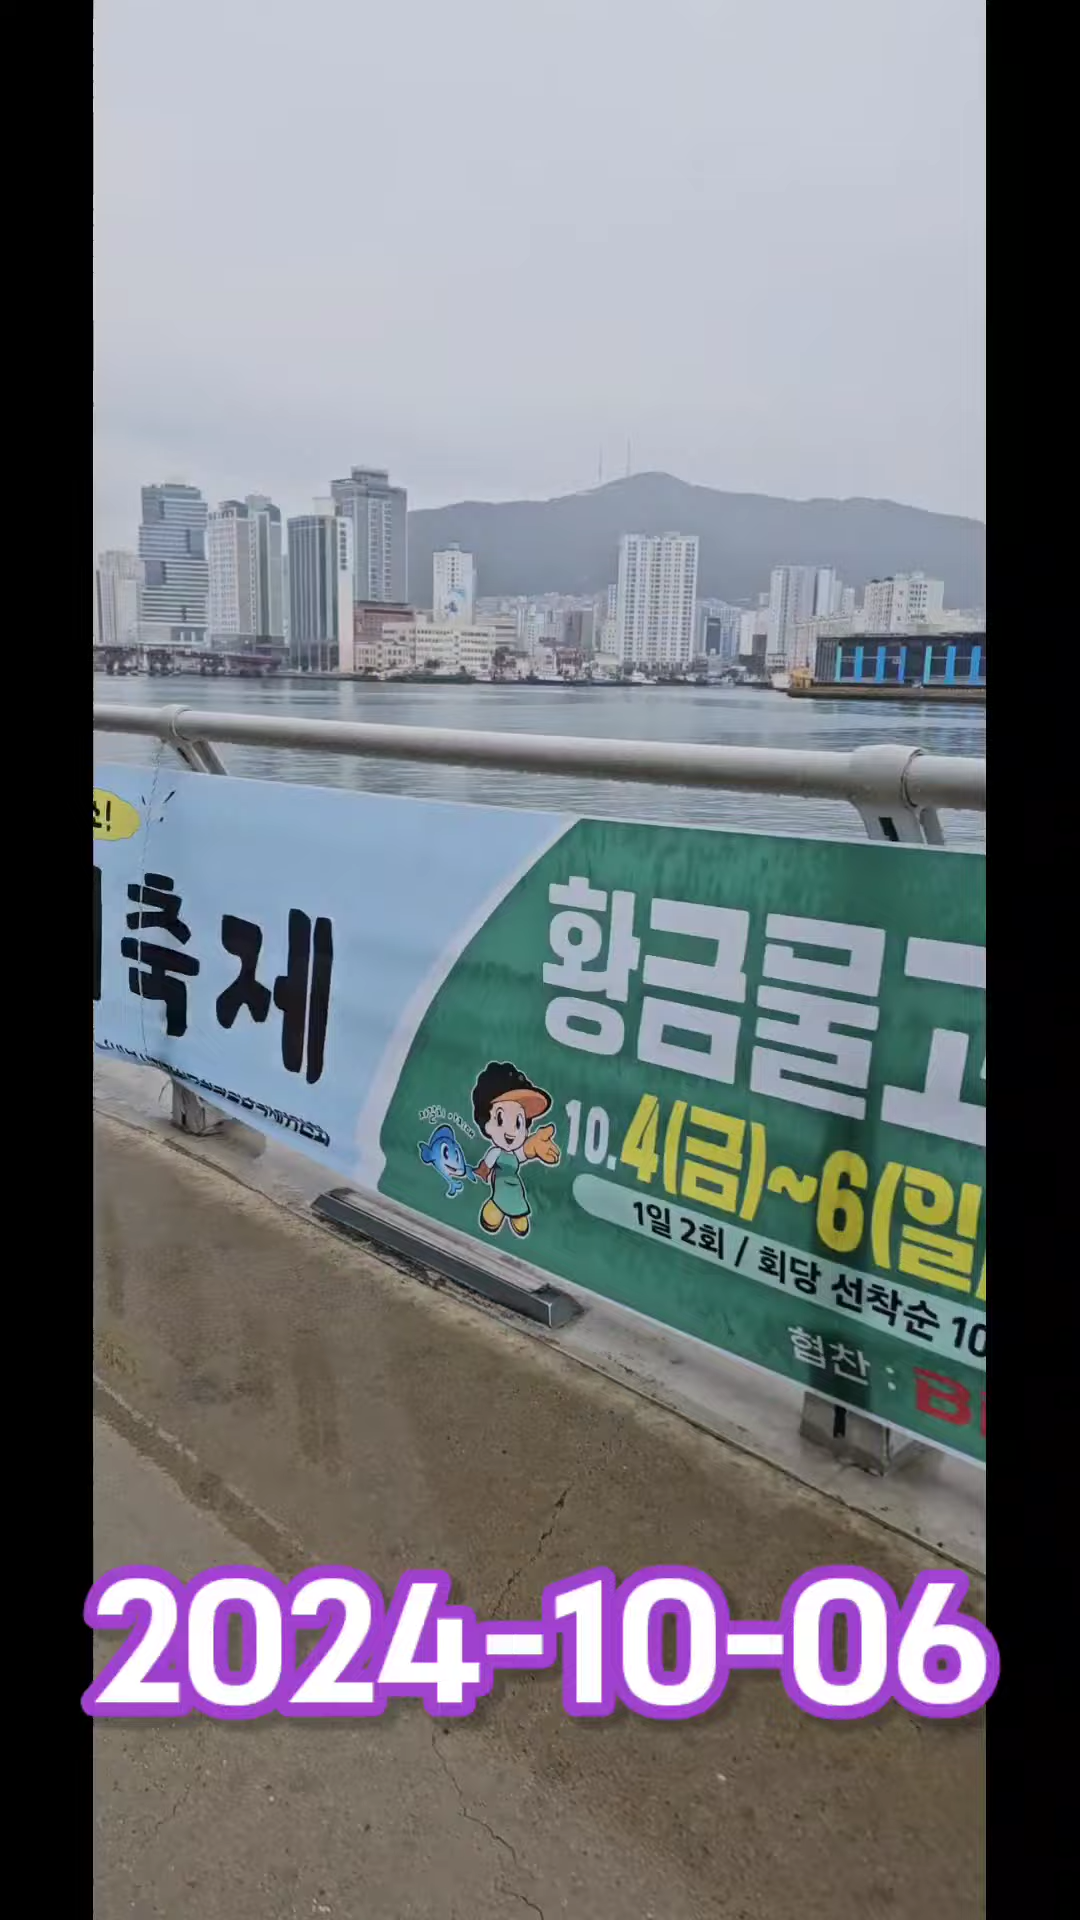 소!
축제
황금물고
10.4(금)~6(일)
1일 2회 / 회당 선착순 10
협찬 : B
2024-10-06